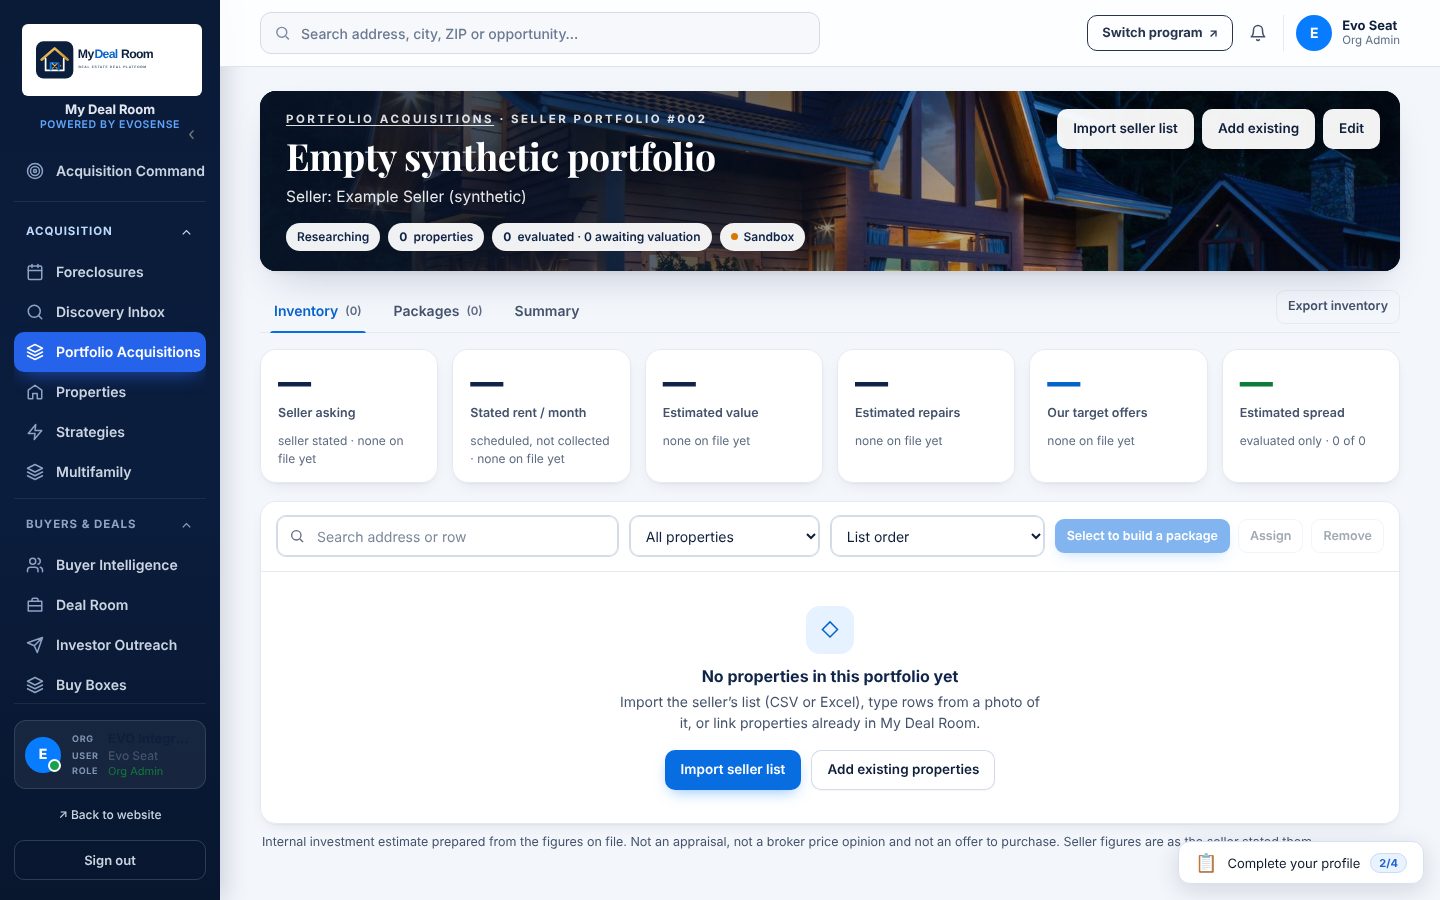 MyDeal Room
REAL ESTATE DEAL PLATFORM
My Deal Room
POWERED BY EVOSENSE
Acquisition Command
ACQUISITION
Foreclosures
Discovery Inbox
Portfolio Acquisitions
Properties
Strategies
Multifamily
BUYERS & DEALS
Buyer Intelligence
Deal Room
Investor Outreach
Buy Boxes
E
ORG EVO Integr...
USER Evo Seat
ROLE Org Admin
↗ Back to website
Sign out
Search address, city, ZIP or opportunity...
Switch program ↗
E
Evo Seat
Org Admin
PORTFOLIO ACQUISITIONS · SELLER PORTFOLIO #002
Empty synthetic portfolio
Seller: Example Seller (synthetic)
Researching
0 properties
0 evaluated · 0 awaiting valuation
Sandbox
Import seller list
Add existing
Edit
Inventory (0)
Packages (0)
Summary
Export inventory
—
Seller asking
seller stated · none on
file yet
—
Stated rent / month
scheduled, not collected
· none on file yet
—
Estimated value
none on file yet
—
Estimated repairs
none on file yet
—
Our target offers
none on file yet
—
Estimated spread
evaluated only · 0 of 0
Search address or row
All properties
List order
Select to build a package
Assign
Remove
No properties in this portfolio yet
Import the seller's list (CSV or Excel), type rows from a photo of
it, or link properties already in My Deal Room.
Import seller list
Add existing properties
Internal investment estimate prepared from the figures on file. Not an appraisal, not a broker price opinion and not an offer to purchase. Seller figures are as the seller stated them.
Complete your profile 2/4